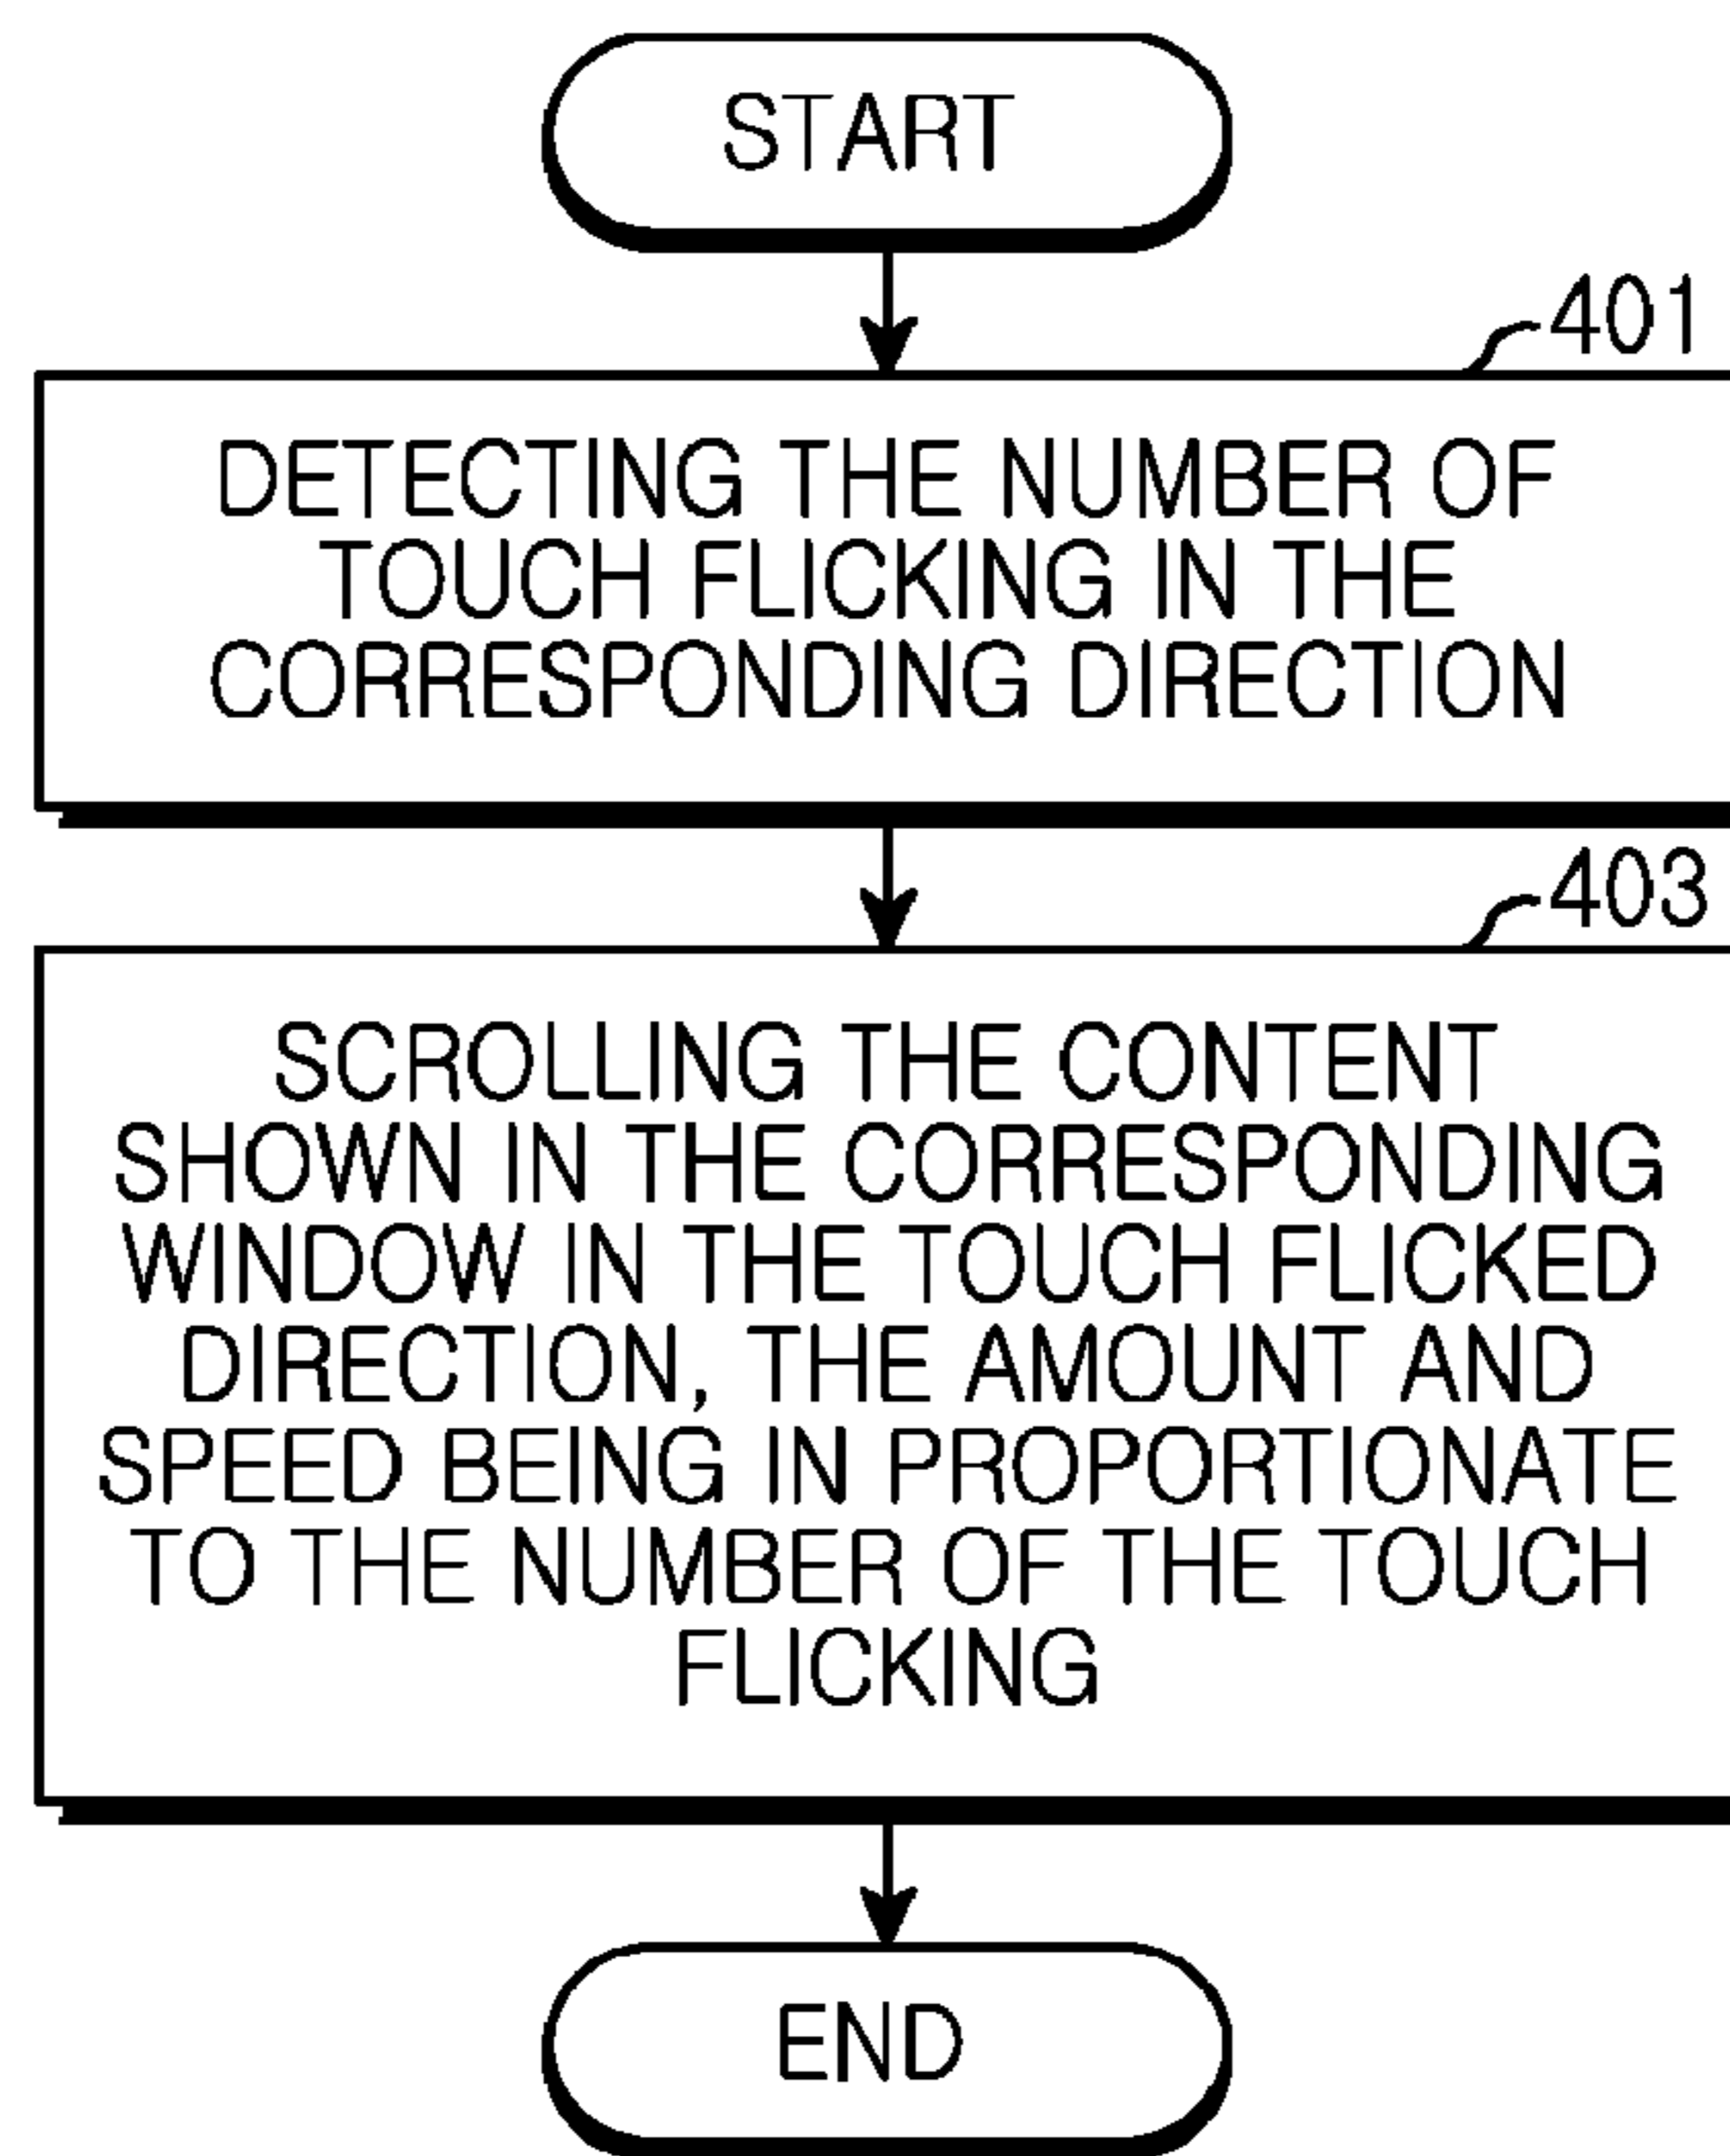 START
401
DETECTING THE NUMBER OF
TOUCH FLICKING IN THE
CORRESPONDING DIRECTION
403
SCROLLING THE CONTENT
SHOWN IN THE CORRESPONDING
WINDOW IN THE TOUCH FLICKED
DIRECTION, THE AMOUNT AND
SPEED BEING IN PROPORTIONATE
TO THE NUMBER OF THE TOUCH
FLICKING
END